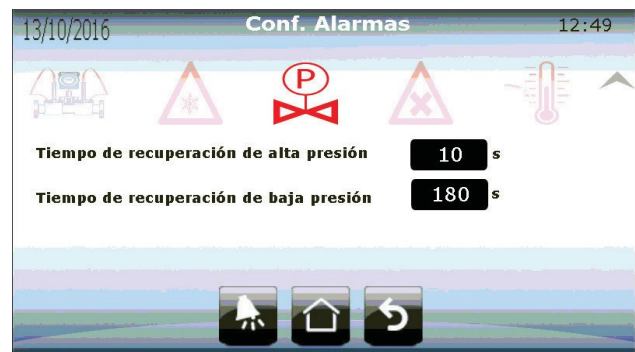 13/10/2016 Conf. Alarmas 12:49
P
Tiempo de recuperación de alta presión 10 s
Tiempo de recuperación de baja presión 180 s